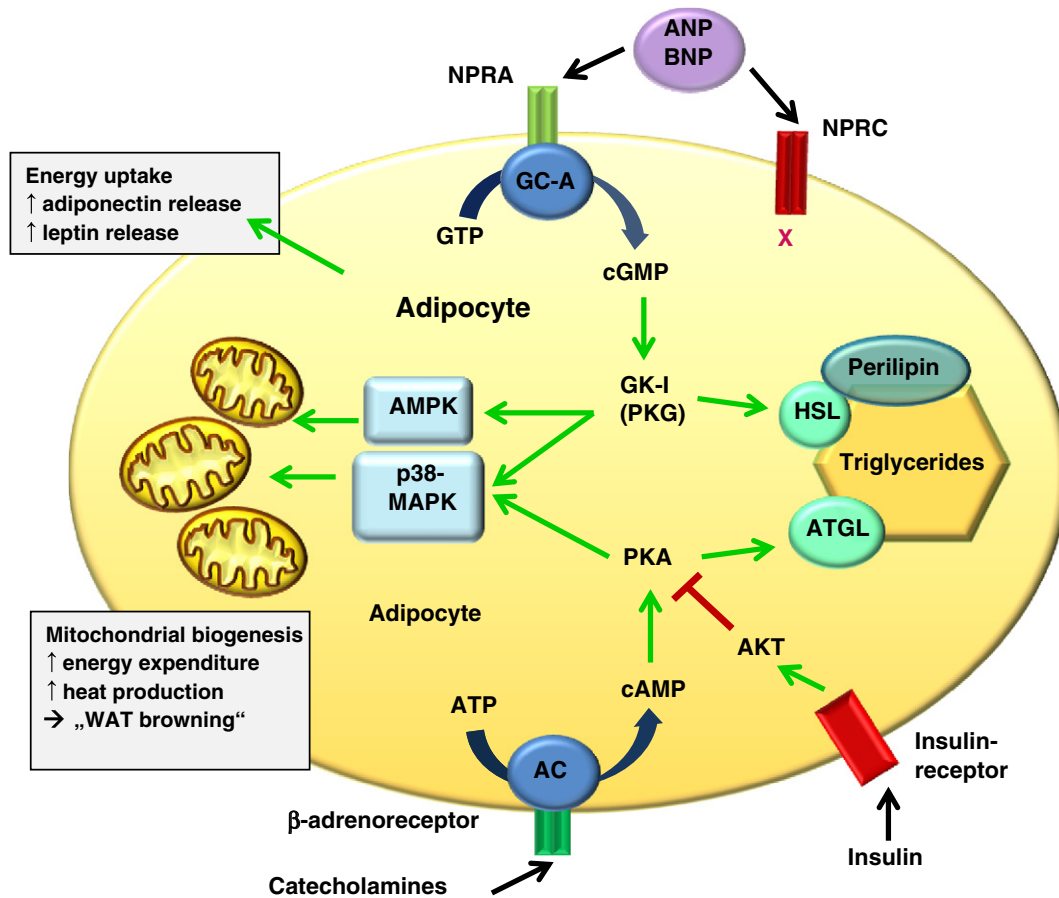 ANP
BNP
NPRA
NPRC
Energy uptake
↑ adiponectin release
↑ leptin release
GC-A
GTP
X
cGMP
Adipocyte
Perilipin
GK-I
(PKG)
HSL
AMPK
Triglycerides
p38-
MAPK
ATGL
PKA
Adipocyte
Mitochondrial biogenesis
↑ energy expenditure
↑ heat production
→ „WAT browning“
AKT
cAMP
ATP
AC
Insulin-
receptor
β-adrenoreceptor
Insulin
Catecholamines